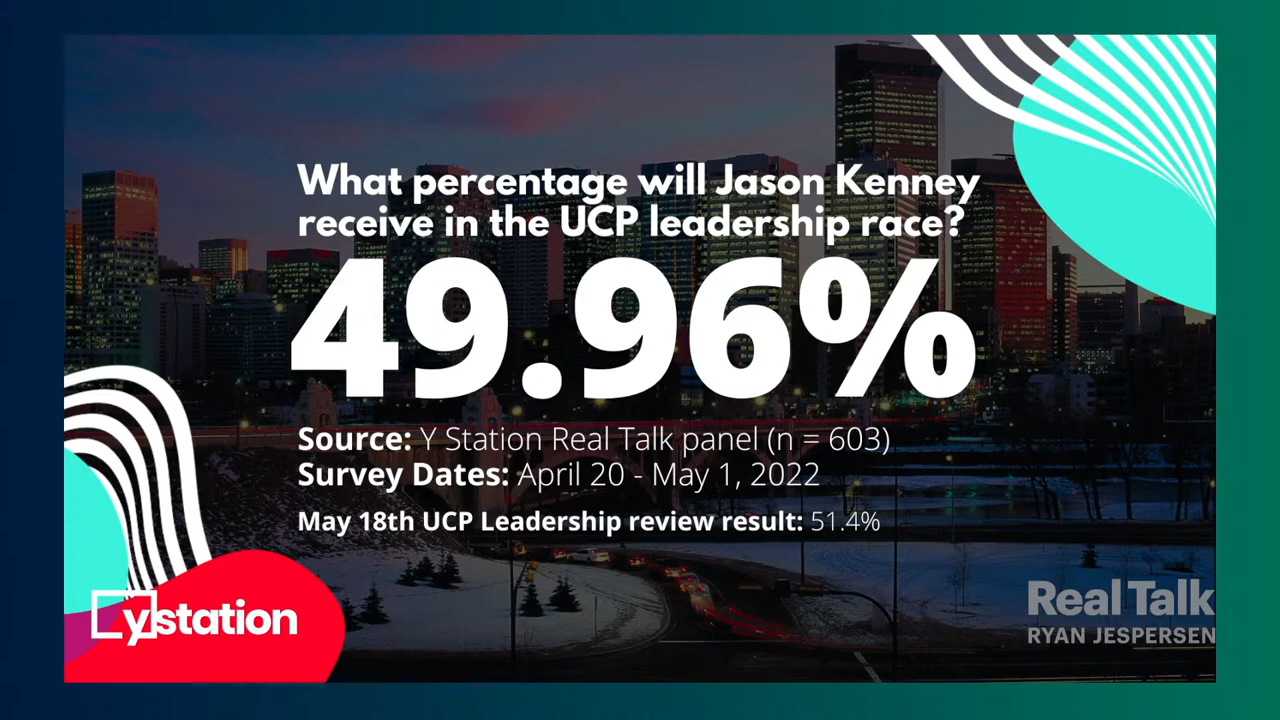 What percentage will Jason Kenney
receive in the UCP leadership race?
49.96%
Source: Y Station Real Talk panel (n = 603)
Survey Dates: April 20 - May 1, 2022
May 18th UCP Leadership review result: 51.4%
ystation
Real Talk
RYAN JESPERSEN